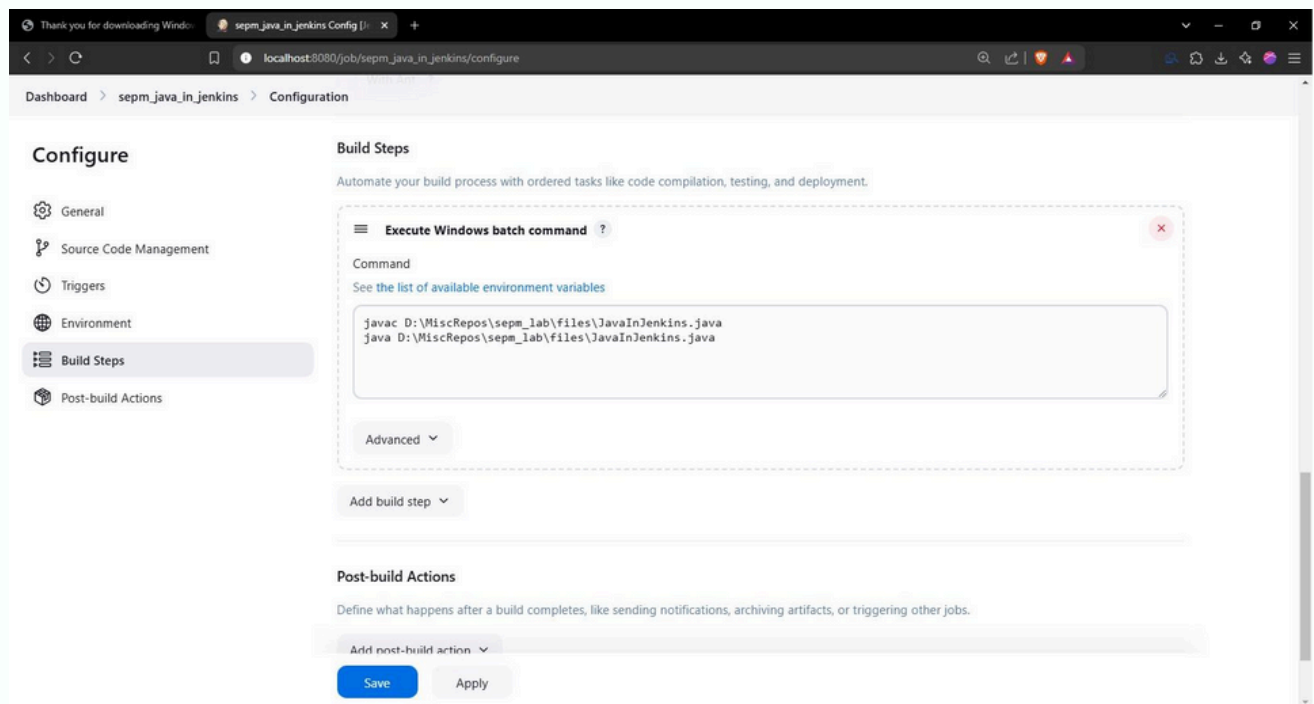 Thank you for downloading Windo
sepm_java_in_jenkins Config [Je
localhost:8080/job/sepm_java_in_jenkins/configure
With Ant
Dashboard > sepm_java_in_jenkins > Configuration
Configure
General
Source Code Management
Triggers
Environment
Build Steps
Post-build Actions
Build Steps
Automate your build process with ordered tasks like code compilation, testing, and deployment.
Execute Windows batch command ?
Command
See the list of available environment variables
javac D:\MiscRepos\sepm_lab\files\JavaInJenkins.java
java D:\MiscRepos\sepm_lab\files\JavaInJenkins.java
Advanced
Add build step
Post-build Actions
Define what happens after a build completes, like sending notifications, archiving artifacts, or triggering other jobs.
Add post-build action
Save
Apply